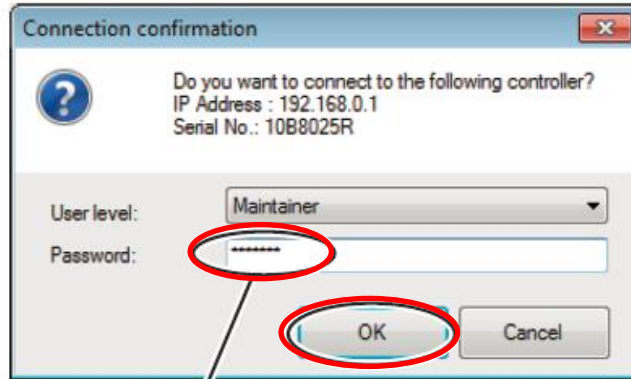 Connection confirmation
Do you want to connect to the following controller?
IP Address : 192.168.0.1
Serial No.: 10B8025R
User level:
Maintainer
Password:
*******
OK
Cancel